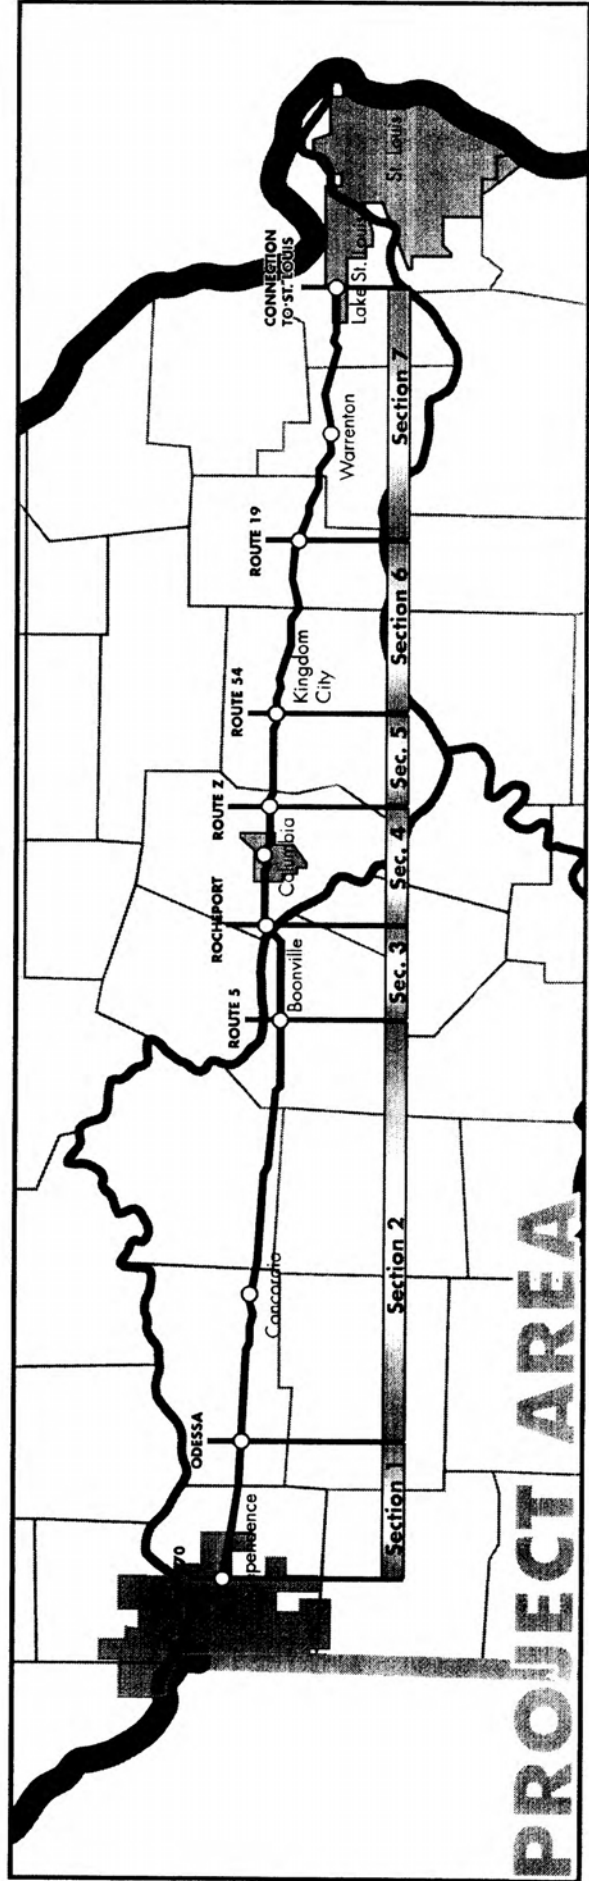 CONNECTION
TO ST. LOUIS
ROUTE 19
ROUTE 54
ROUTE Z
ROCHEPORT
ROUTE 5
ODESSA
70
St. Louis
Lake St. Louis
Warrenton
Kingdom
City
Columbia
Boonville
Concordia
pendence
Section 1
Section 2
Sec. 3
Sec. 4
Sec. 5
Section 6
Section 7
PROJECT AREA